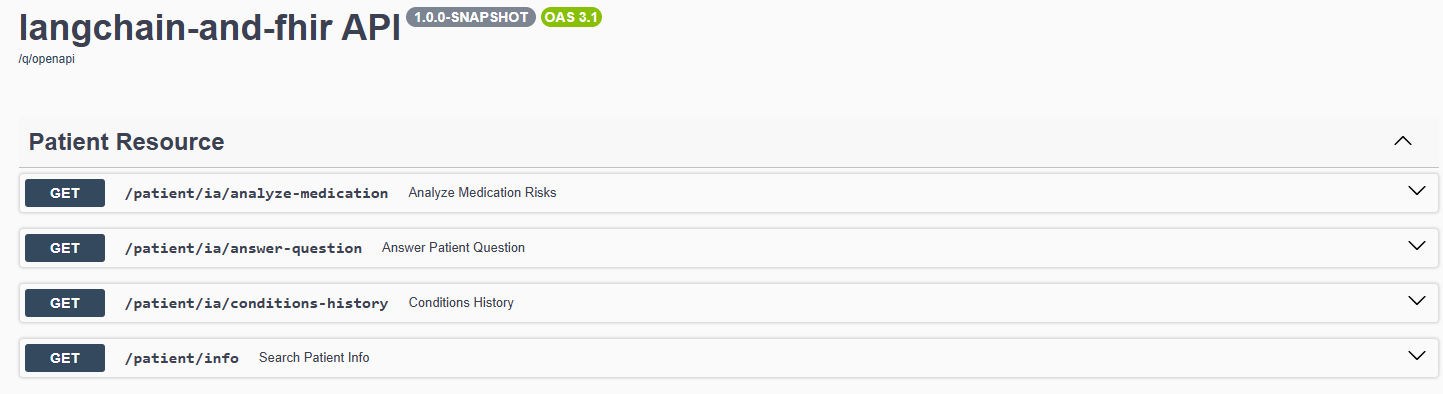 langchain-and-fhir API 1.0.0-SNAPSHOT OAS 3.1
/q/openapi
Patient Resource
GET /patient/ia/analyze-medication Analyze Medication Risks
GET /patient/ia/answer-question Answer Patient Question
GET /patient/ia/conditions-history Conditions History
GET /patient/info Search Patient Info